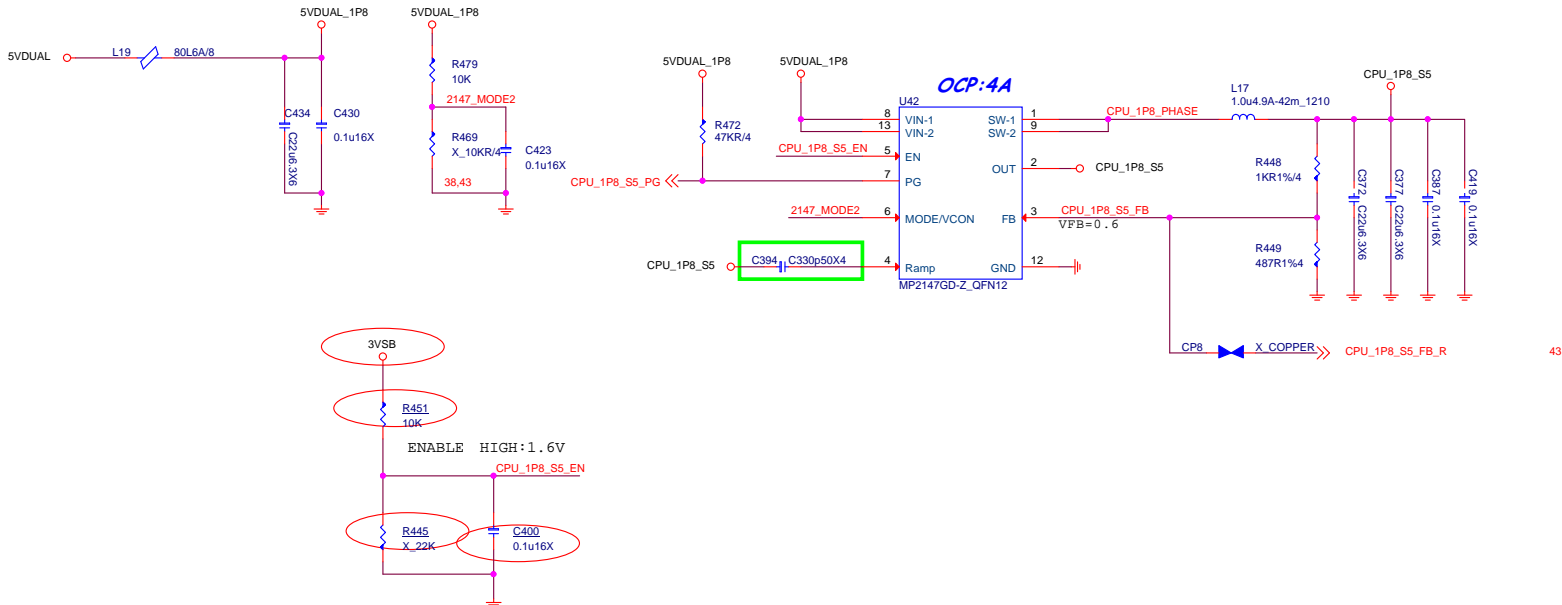 5VDUAL_1P8
5VDUAL_1P8
5VDUAL
L19
80L6A/8
C434
C22u6.3X6
C430
0.1u16X
R479
10K
2147_MODE2
R469
X_10KR/4
C423
0.1u16X
38,43
5VDUAL_1P8
5VDUAL_1P8
R472
47KR/4
CPU_1P8_S5_EN
CPU_1P8_S5_PG
2147_MODE2
CPU_1P8_S5
C394
C330p50X4
OCP:4A
U42
8
VIN-1
13
VIN-2
5
EN
7
PG
6
MODE/VCON
4
Ramp
SW-1
1
SW-2
9
OUT
2
FB
3
GND
12
MP2147GD-Z_QFN12
CPU_1P8_PHASE
CPU_1P8_S5
CPU_1P8_S5_FB
VFB=0.6
L17
1.0u4.9A-42m_1210
CPU_1P8_S5
R448
1KR1%/4
R449
487R1%4
C372
C22u6.3X6
C377
C22u6.3X6
C387
0.1u16X
C419
0.1u16X
CP8
X_COPPER
CPU_1P8_S5_FB_R
43
3VSB
R451
10K
ENABLE HIGH:1.6V
CPU_1P8_S5_EN
R445
X_22K
C400
0.1u16X